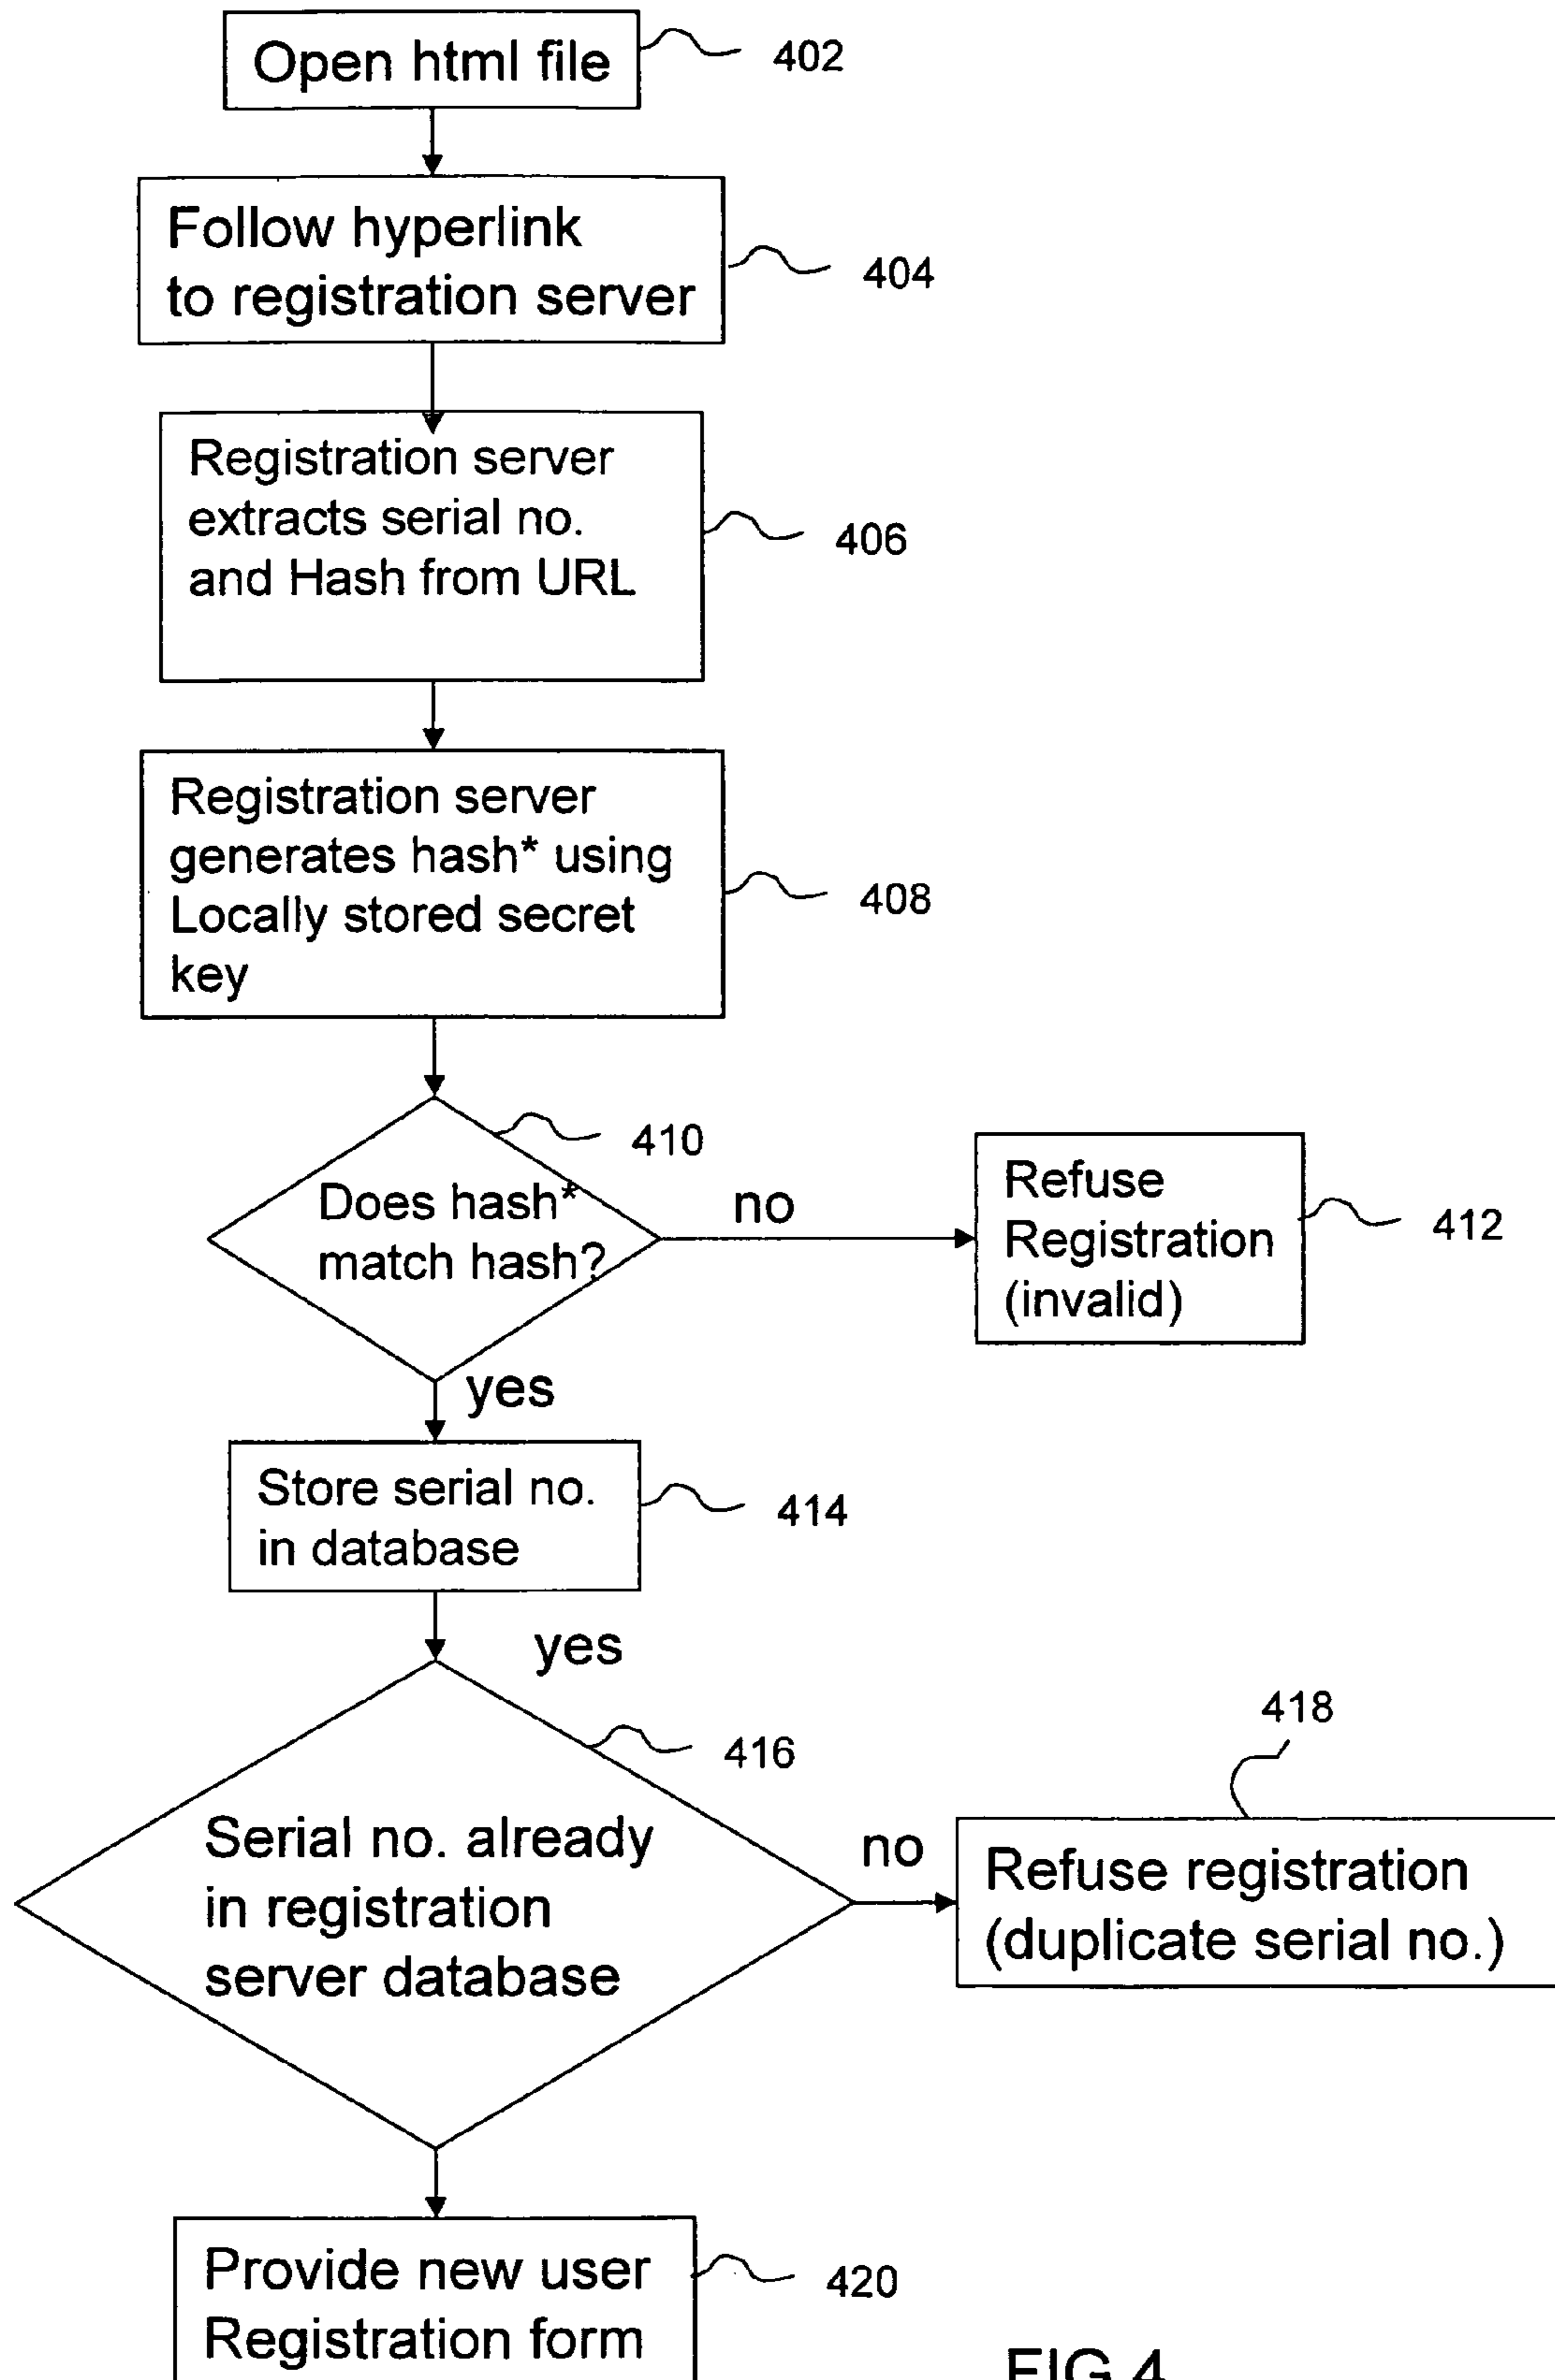 Open html file
402
Follow hyperlink
to registration server
404
Registration server
extracts serial no.
and Hash from URL
406
Registration server
generates hash* using
Locally stored secret
key
408
410
Does hash*
match hash?
no
Refuse
Registration
(invalid)
412
yes
Store serial no.
in database
414
yes
416
418
Serial no. already
in registration
server database
no
Refuse registration
(duplicate serial no.)
Provide new user
Registration form
420
FIG 4